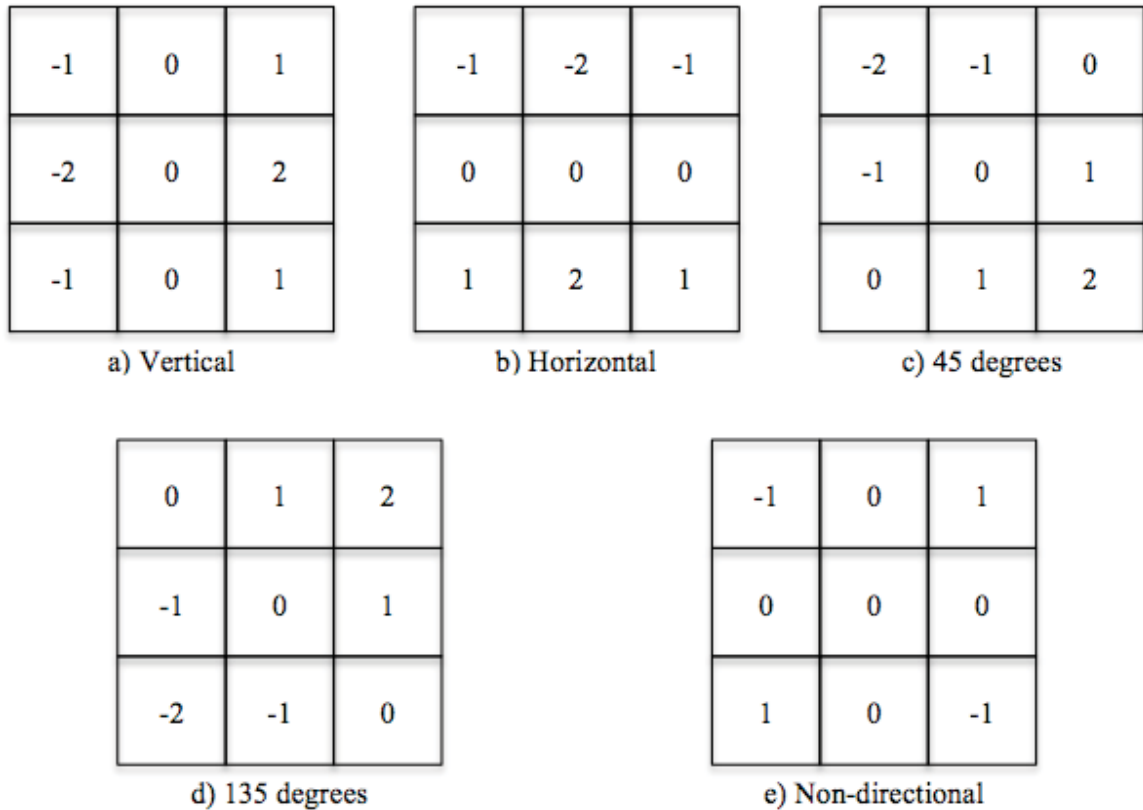 -1 0 1 -1 -2 -1 -2 -1 0
-2 0 2 0 0 0 -1 0 1
-1 0 1 1 2 1 0 1 2
a) Vertical b) Horizontal c) 45 degrees
0 1 2 -1 0 1
-1 0 1 0 0 0
-2 -1 0 1 0 -1
d) 135 degrees e) Non-directional